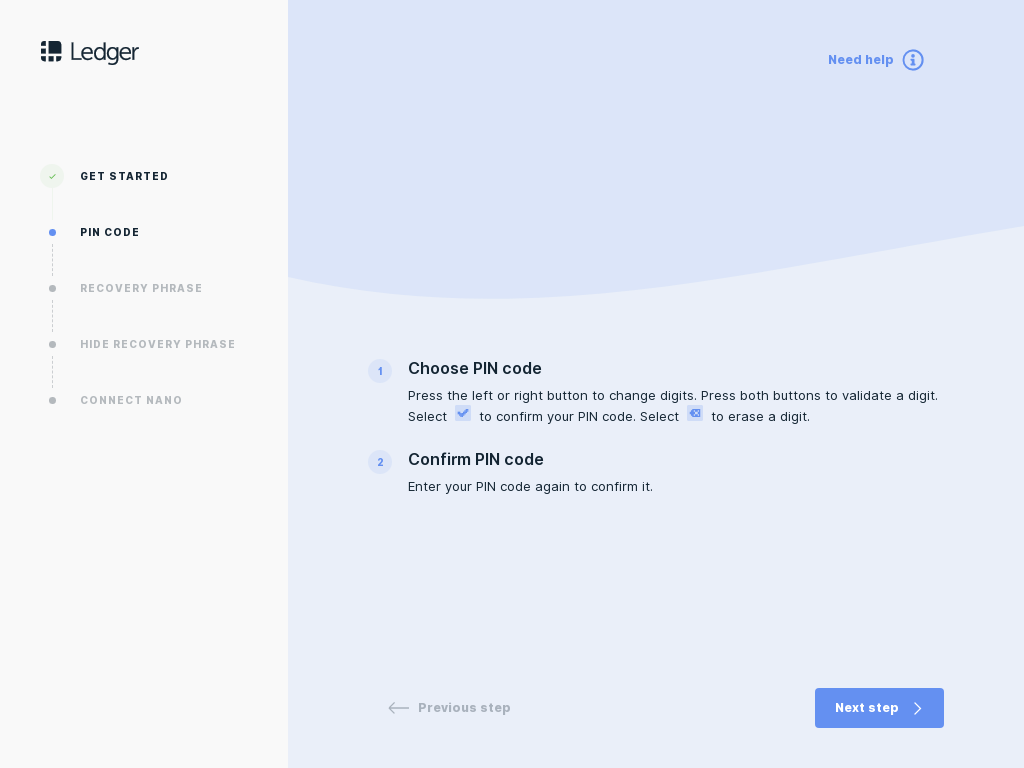 Ledger
Need help
GET STARTED
PIN CODE
RECOVERY PHRASE
HIDE RECOVERY PHRASE
CONNECT NANO
1
Choose PIN code
Press the left or right button to change digits. Press both buttons to validate a digit.
Select to confirm your PIN code. Select to erase a digit.
2
Confirm PIN code
Enter your PIN code again to confirm it.
Previous step
Next step